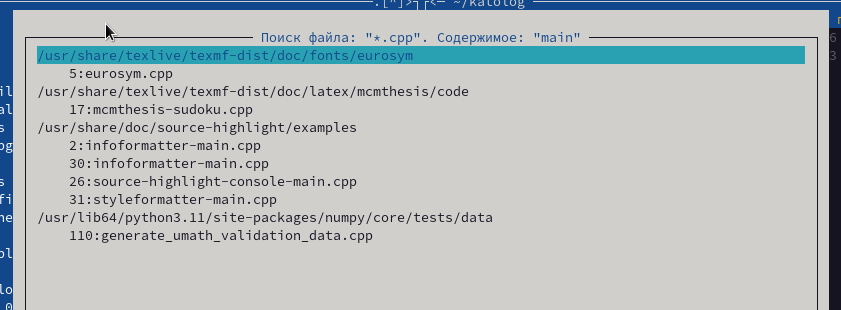 .[^]>┐┌<─ ~/katolog
Поиск файла: "*.cpp". Содержимое: "main"
/usr/share/texlive/texmf-dist/doc/fonts/eurosym
5:eurosym.cpp
/usr/share/texlive/texmf-dist/doc/latex/mcmthesis/code
17:mcmthesis-sudoku.cpp
/usr/share/doc/source-highlight/examples
2:infoformatter-main.cpp
30:infoformatter-main.cpp
26:source-highlight-console-main.cpp
31:styleformatter-main.cpp
/usr/lib64/python3.11/site-packages/numpy/core/tests/data
110:generate_umath_validation_data.cpp